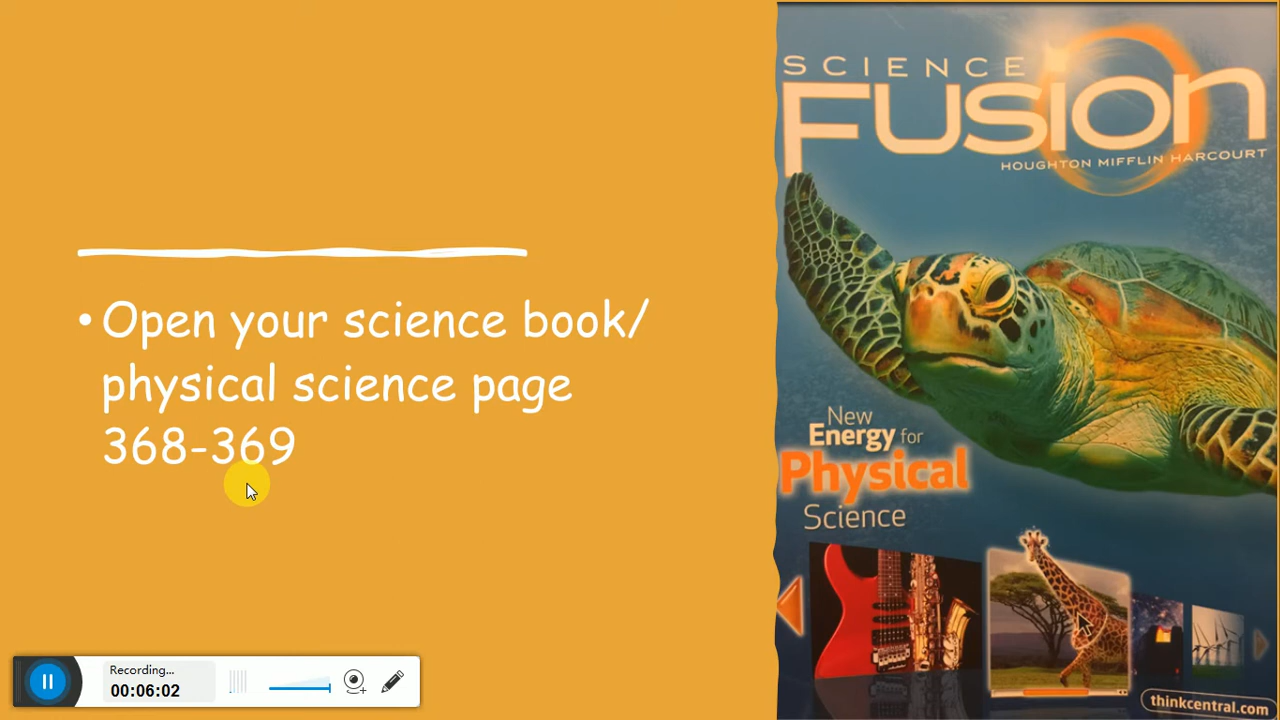 • Open your science book/
physical science page
368-369
SCIENCE
FUSION
HOUGHTON MIFFLIN HARCOURT
New
Energy for
Physical
Science
thinkcentral.com
Recording...
00:06:02